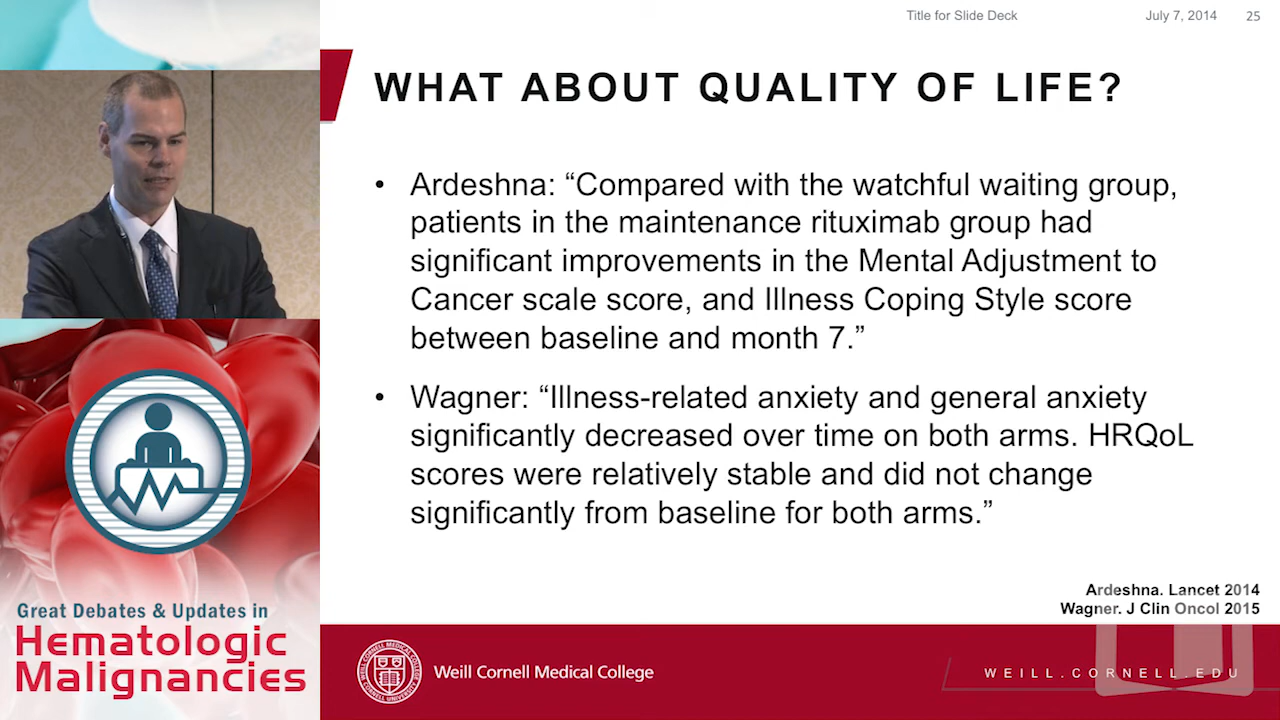 Title for Slide Deck
July 7, 2014
25
WHAT ABOUT QUALITY OF LIFE?
• Ardeshna: “Compared with the watchful waiting group,
patients in the maintenance rituximab group had
significant improvements in the Mental Adjustment to
Cancer scale score, and Illness Coping Style score
between baseline and month 7.”
• Wagner: “Illness-related anxiety and general anxiety
significantly decreased over time on both arms. HRQoL
scores were relatively stable and did not change
significantly from baseline for both arms.”
Ardeshna. Lancet 2014
Wagner. J Clin Oncol 2015
Great Debates & Updates in
Hematologic
Malignancies
Weill Cornell Medical College
WEILL.CORNELL.EDU